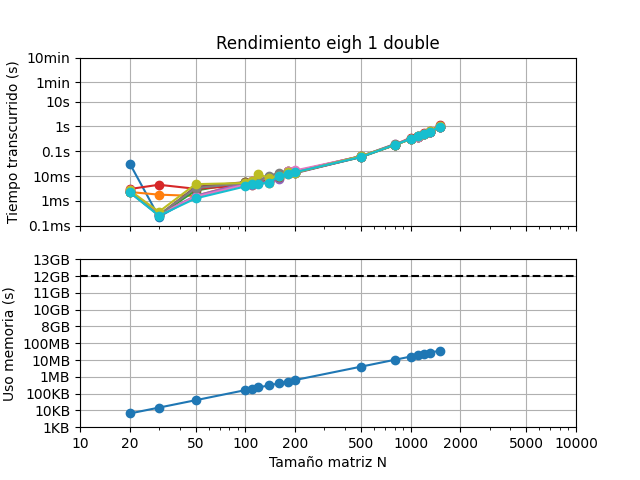 Rendimiento eigh 1 double
Tiempo transcurrido (s)
10min
1min
10s
1s
0.1s
10ms
1ms
0.1ms
Uso memoria (s)
13GB
12GB
11GB
10GB
8GB
100MB
10MB
1MB
100KB
10KB
1KB
10 20 50 100 200 500 1000 2000 5000 10000
Tamaño matriz N